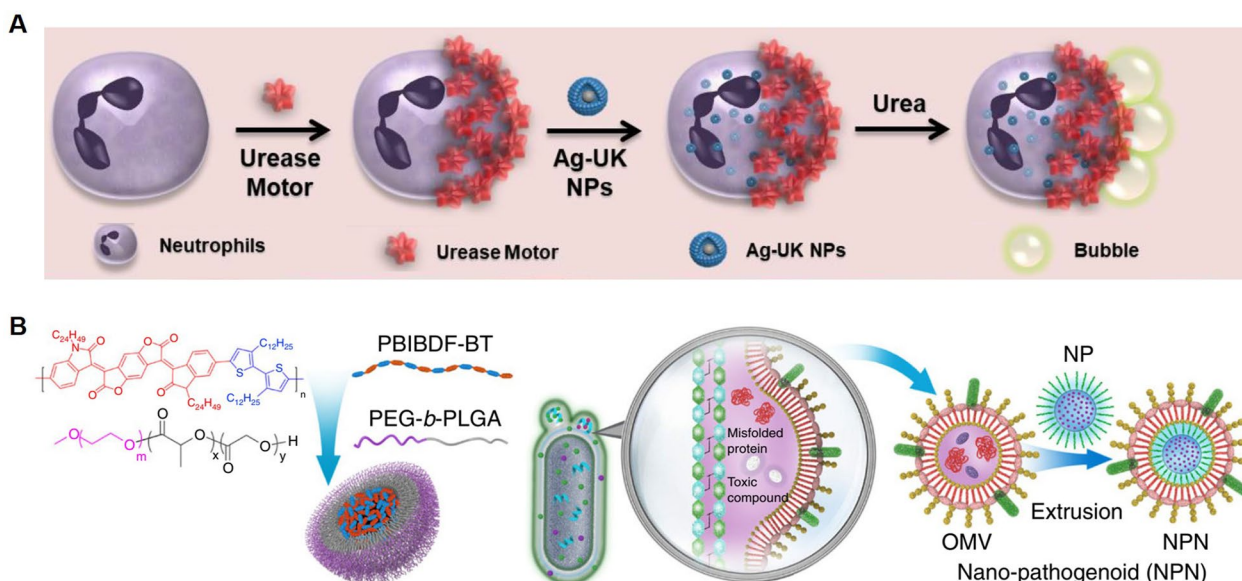 A
Urease
Motor
Ag-UK
NPs
Urea
Neutrophils
Urease Motor
Ag-UK NPs
Bubble
B
C₂₄H₄₉
N
O
O
O
C₁₂H₂₅
S
S
n
O
O
O
O
C₂₄H₄₉
C₁₂H₂₅
O
O
m
O
O
x
O
O
y
H
PBIBDF-BT
PEG-b-PLGA
Misfolded
protein
Toxic
compound
NP
OMV
Extrusion
NPN
Nano-pathogenoid (NPN)